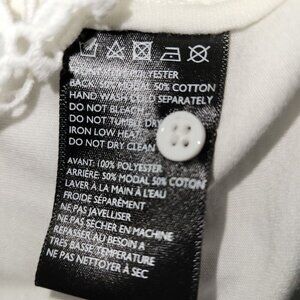 FRONT: 100% POLYESTER
BACK: 50% MODAL 50% COTTON
HAND WASH COLD SEPARATELY
DO NOT BLEACH
DO NOT TUMBLE DRY
IRON LOW HEAT
DO NOT DRY CLEAN
AVANT: 100% POLYESTER
ARRIÈRE: 50% MODAL 50% COTON
LAVER À LA MAIN À L'EAU
FROIDE SÉPARÉMENT
NE PAS JAVELLISER
NE PAS SÉCHER EN MACHINE
REPASSER AU BESOIN À
TRÈS BASSE TEMPÉRATURE
NE PAS NETTOYER À SEC